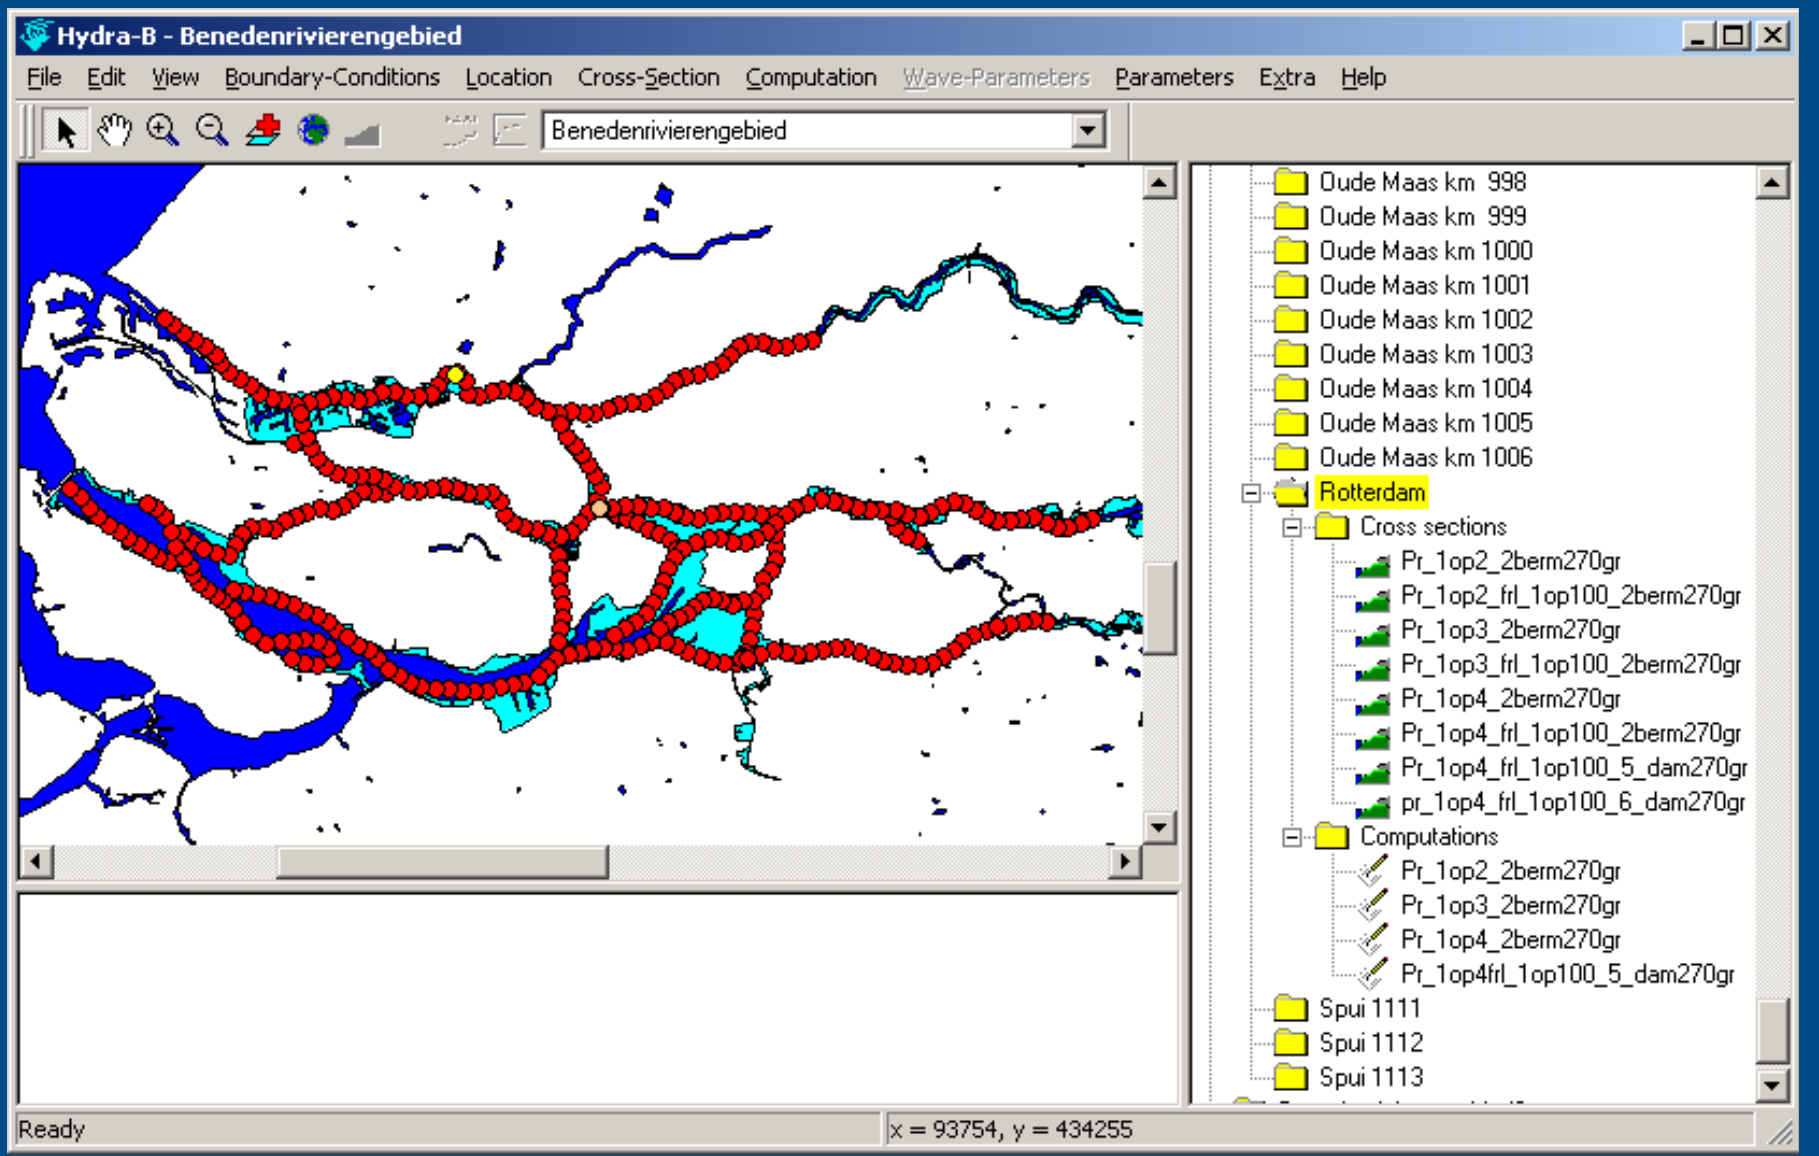 Hydra-B - Benedenrivierengebied
File Edit View Boundary-Conditions Location Cross-Section Computation Wave-Parameters Parameters Extra Help
Benedenrivierengebied
Oude Maas km 998
Oude Maas km 999
Oude Maas km 1000
Oude Maas km 1001
Oude Maas km 1002
Oude Maas km 1003
Oude Maas km 1004
Oude Maas km 1005
Oude Maas km 1006
Rotterdam
Cross sections
Pr_1op2_2berm270gr
Pr_1op2_frl_1op100_2berm270gr
Pr_1op3_2berm270gr
Pr_1op3_frl_1op100_2berm270gr
Pr_1op4_2berm270gr
Pr_1op4_frl_1op100_2berm270gr
Pr_1op4_frl_1op100_5_dam270gr
pr_1op4_frl_1op100_6_dam270gr
Computations
Pr_1op2_2berm270gr
Pr_1op3_2berm270gr
Pr_1op4_2berm270gr
Pr_1op4frl_1op100_5_dam270gr
Spui 1111
Spui 1112
Spui 1113
Ready
x = 93754, y = 434255